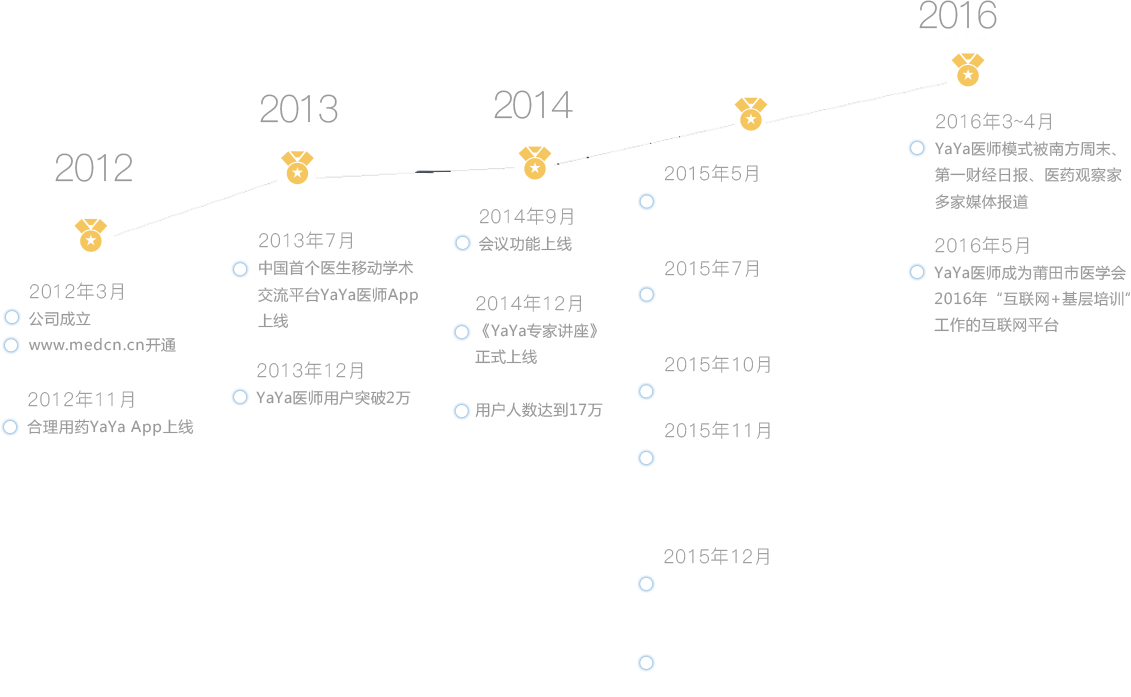 2012
2012年3月
公司成立
www.medcn.cn开通
2012年11月
合理用药YaYa App上线
2013
2013年7月
中国首个医生移动学术
交流平台YaYa医师App
上线
2013年12月
YaYa医师用户突破2万
2014
2014年9月
会议功能上线
2014年12月
《YaYa专家讲座》
正式上线
用户人数达到17万
2015年5月
2015年7月
2015年10月
2015年11月
2015年12月
2016
2016年3~4月
YaYa医师模式被南方周末、
第一财经日报、医药观察家
多家媒体报道
2016年5月
YaYa医师成为莆田市医学会
2016年“互联网+基层培训”
工作的互联网平台